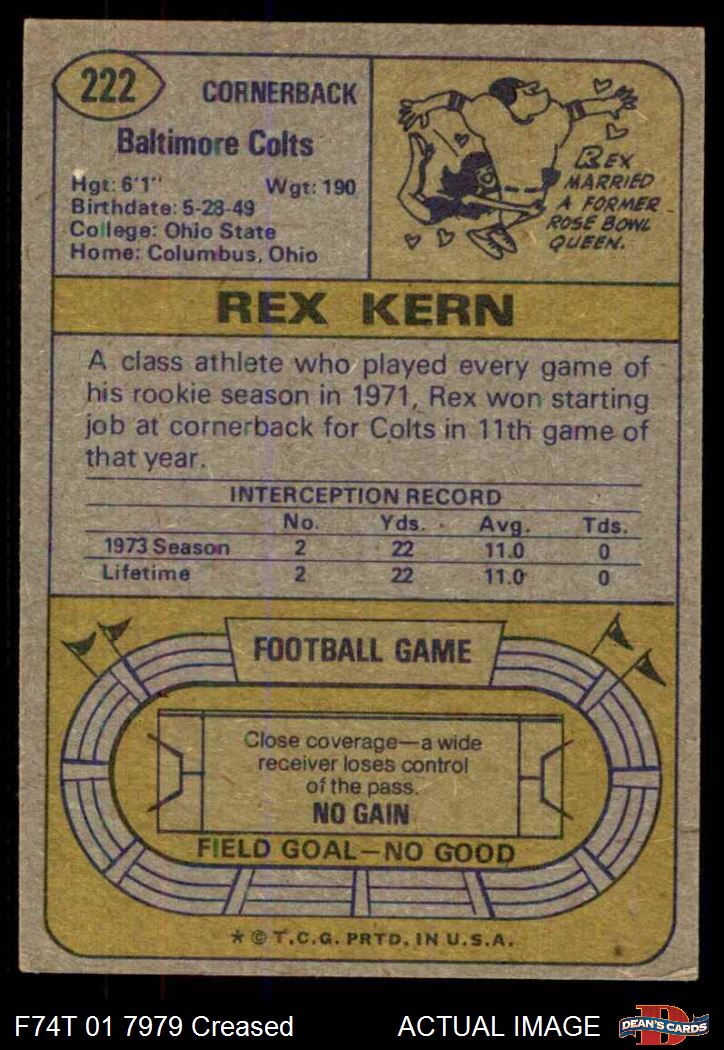 222
CORNERBACK
Baltimore Colts
Hgt: 6'1" Wgt: 190
Birthdate: 5-28-49
College: Ohio State
Home: Columbus, Ohio
REX
MARRIED
A FORMER
ROSE BOWL
QUEEN.
REX KERN
A class athlete who played every game of
his rookie season in 1971, Rex won starting
job at cornerback for Colts in 11th game of
that year.
INTERCEPTION RECORD
No. Yds. Avg. Tds.
1973 Season 2 22 11.0 0
Lifetime 2 22 11.0 0
FOOTBALL GAME
Close coverage—a wide
receiver loses control
of the pass.
NO GAIN
FIELD GOAL—NO GOOD
* © T.C.G. PRTD. IN U.S.A.
F74T 01 7979 Creased ACTUAL IMAGE
D
DEAN'S CARDS